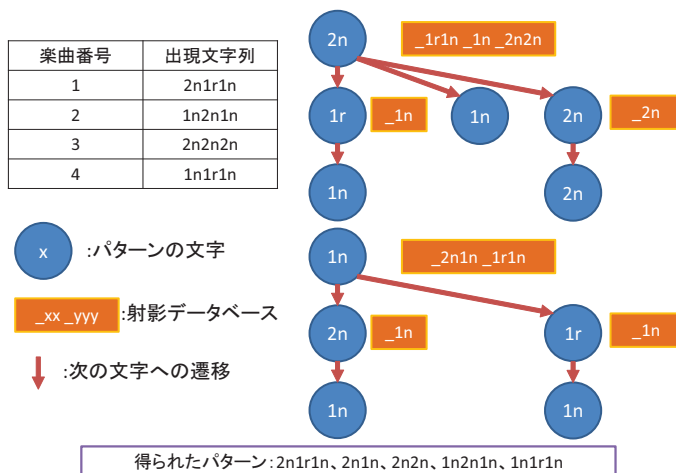 楽曲番号 出現文字列
1 2n1r1n
2 1n2n1n
3 2n2n2n
4 1n1r1n
x :パターンの文字
_xx _yyy :射影データベース
:次の文字への遷移
2n _1r1n _1n _2n2n
1r _1n 1n 2n _2n
1n 2n
1n _2n1n _1r1n
2n _1n 1r _1n
1n 1n
得られたパターン:2n1r1n、2n1n、2n2n、1n2n1n、1n1r1n